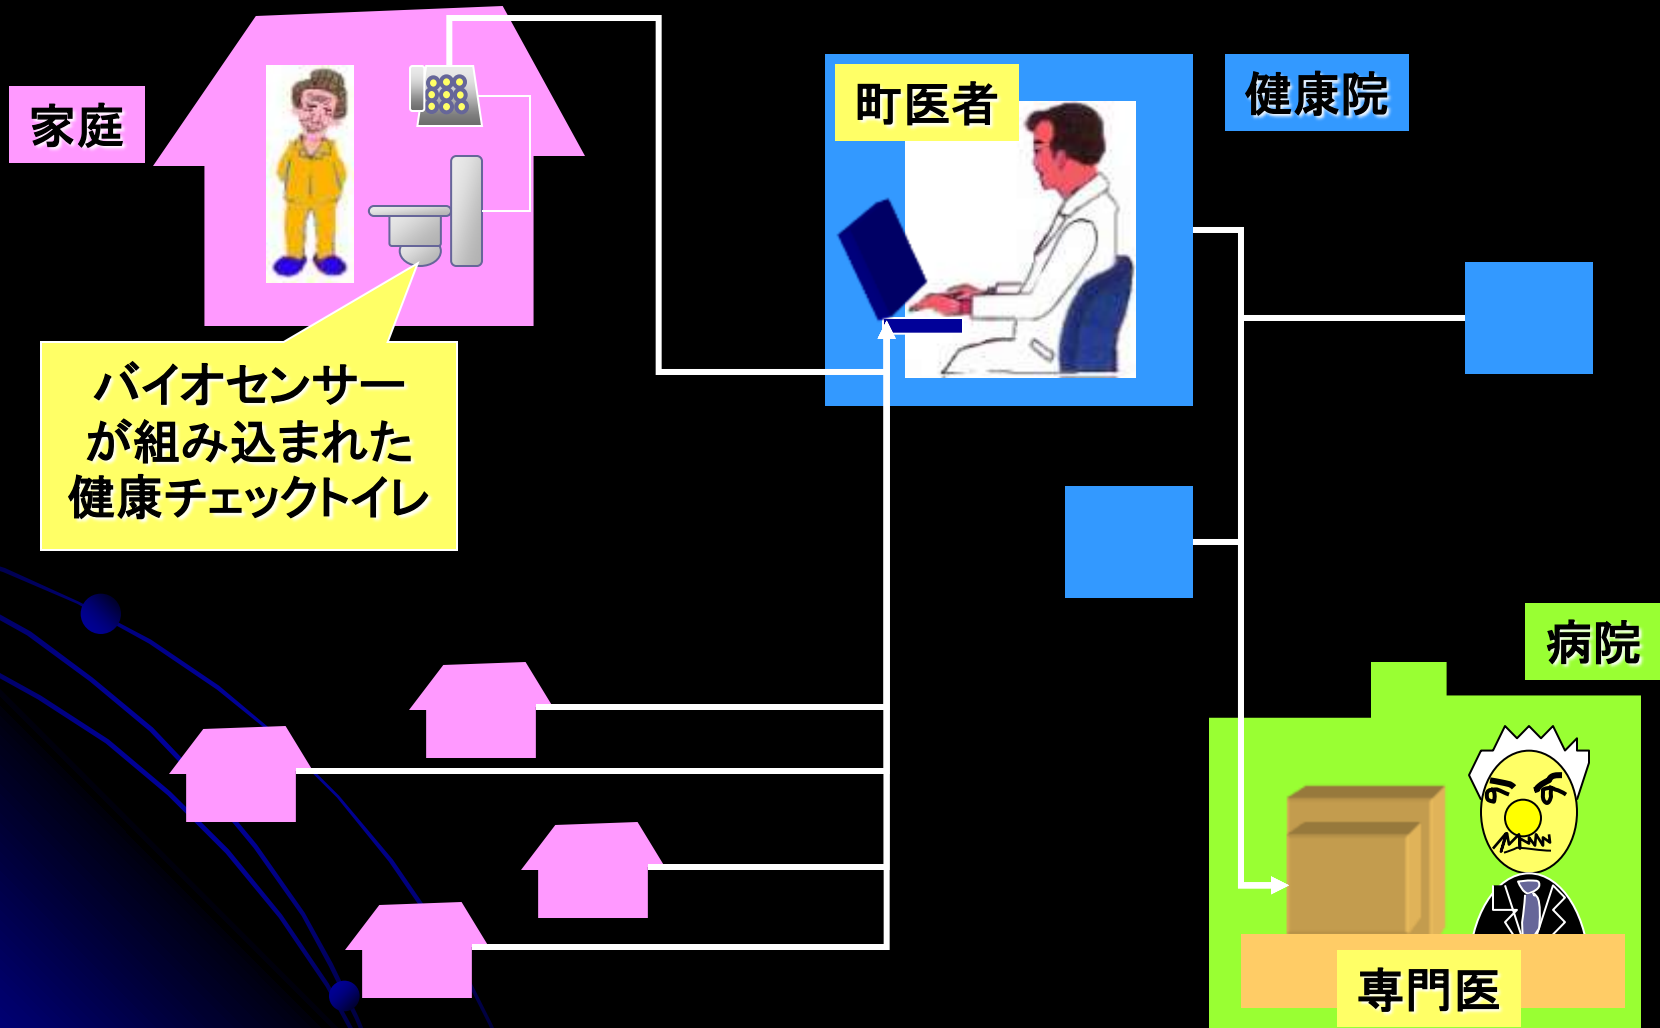 家庭
町医者
健康院
バイオセンサー
が組み込まれた
健康チェックトイレ
病院
専門医